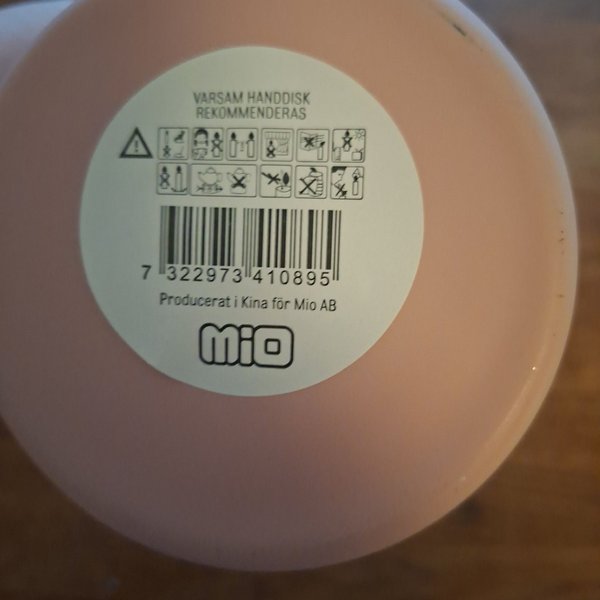 VARSAM HANDDISK
REKOMMENDERAS
7 322973 410895
Producerat i Kina för Mio AB
mio